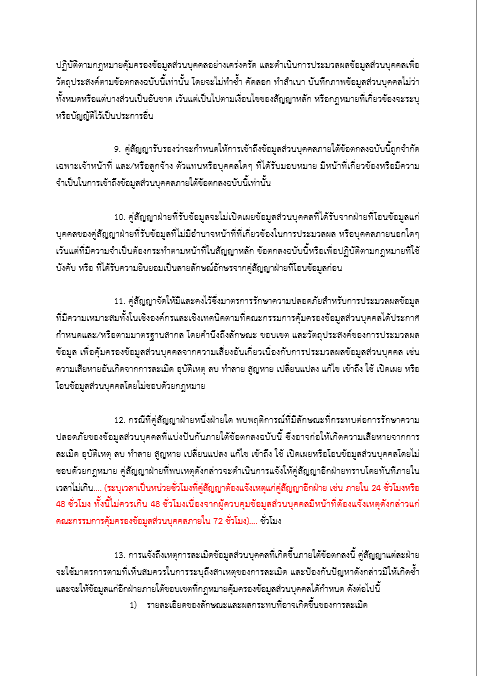 ปฏิบัติตามกฎหมายคุ้มครองข้อมูลส่วนบุคคลอย่างเคร่งครัด และดำเนินการประมวลผลข้อมูลส่วนบุคคลเพื่อ
วัตถุประสงค์ตามข้อตกลงฉบับนี้เท่านั้น โดยจะไม่ทำซ้ำ คัดลอก ทำสำเนา บันทึกภาพข้อมูลส่วนบุคคลไม่ว่า
ทั้งหมดหรือแต่บางส่วนเป็นอันขาด เว้นแต่เป็นไปตามเงื่อนไขของสัญญาหลัก หรือกฎหมายที่เกี่ยวข้องจะระบุ
หรือบัญญัติไว้เป็นประการอื่น
9. คู่สัญญารับรองว่าจะกำหนดให้การเข้าถึงข้อมูลส่วนบุคคลภายใต้ข้อตกลงฉบับนี้ถูกจำกัด
เฉพาะเจ้าหน้าที่ และ/หรือลูกจ้าง ตัวแทนหรือบุคคลใดๆ ที่ได้รับมอบหมาย มีหน้าที่เกี่ยวข้องหรือมีความ
จำเป็นในการเข้าถึงข้อมูลส่วนบุคคลภายใต้ข้อตกลงฉบับนี้เท่านั้น
10. คู่สัญญาฝ่ายที่รับข้อมูลจะไม่เปิดเผยข้อมูลส่วนบุคคลที่ได้รับจากฝ่ายที่โอนข้อมูลแก่
บุคคลของคู่สัญญาฝ่ายที่รับข้อมูลที่ไม่มีอำนาจหน้าที่ที่เกี่ยวข้องในการประมวลผล หรือบุคคลภายนอกใดๆ
เว้นแต่ที่มีความจำเป็นต้องกระทำตามหน้าที่ในสัญญาหลัก ข้อตกลงฉบับนี้หรือเพื่อปฏิบัติตามกฎหมายที่ใช้
บังคับ หรือ ที่ได้รับความยินยอมเป็นลายลักษณ์อักษรจากคู่สัญญาฝ่ายที่โอนข้อมูลก่อน
11. คู่สัญญาจัดให้มีและคงไว้ซึ่งมาตรการรักษาความปลอดภัยสำหรับการประมวลผลข้อมูล
ที่มีความเหมาะสมทั้งในเชิงองค์กรและเชิงเทคนิคตามที่คณะกรรมการคุ้มครองข้อมูลส่วนบุคคลได้ประกาศ
กำหนดและ/หรือตามมาตรฐานสากล โดยคำนึงถึงลักษณะ ขอบเขต และวัตถุประสงค์ของการประมวลผล
ข้อมูล เพื่อคุ้มครองข้อมูลส่วนบุคคลจากความเสี่ยงอันเกี่ยวเนื่องกับการประมวลผลข้อมูลส่วนบุคคล เช่น
ความเสียหายอันเกิดจากการละเมิด อุบัติเหตุ ลบ ทำลาย สูญหาย เปลี่ยนแปลง แก้ไข เข้าถึง ใช้ เปิดเผย หรือ
โอนข้อมูลส่วนบุคคลโดยไม่ชอบด้วยกฎหมาย
12. กรณีที่คู่สัญญาฝ่ายหนึ่งฝ่ายใด พบพฤติการณ์ที่มีลักษณะที่กระทบต่อการรักษาความ
ปลอดภัยของข้อมูลส่วนบุคคลที่แบ่งปันกันภายใต้ข้อตกลงฉบับนี้ ซึ่งอาจก่อให้เกิดความเสียหายจากการ
ละเมิด อุบัติเหตุ ลบ ทำลาย สูญหาย เปลี่ยนแปลง แก้ไข เข้าถึง ใช้ เปิดเผยหรือโอนข้อมูลส่วนบุคคลโดยไม่
ชอบด้วยกฎหมาย คู่สัญญาฝ่ายที่พบเหตุดังกล่าวจะดำเนินการแจ้งให้คู่สัญญาอีกฝ่ายทราบโดยทันทีภายใน
เวลาไม่เกิน.... (ระบุเวลาเป็นหน่วยชั่วโมงที่คู่สัญญาต้องแจ้งเหตุแก่คู่สัญญาอีกฝ่าย เช่น ภายใน 24 ชั่วโมงหรือ
48 ชั่วโมง ทั้งนี้ไม่ควรเกิน 48 ชั่วโมงเนื่องจากผู้ควบคุมข้อมูลส่วนบุคคลมีหน้าที่ต้องแจ้งเหตุดังกล่าวแก่
คณะกรรมการคุ้มครองข้อมูลส่วนบุคคลภายใน 72 ชั่วโมง).... ชั่วโมง
13. การแจ้งถึงเหตุการละเมิดข้อมูลส่วนบุคคลที่เกิดขึ้นภายใต้ข้อตกลงนี้ คู่สัญญาแต่ละฝ่าย
จะใช้มาตรการตามที่เห็นสมควรในการระบุถึงสาเหตุของการละเมิด และป้องกันปัญหาดังกล่าวมิให้เกิดซ้ำ
และจะให้ข้อมูลแก่อีกฝ่ายภายใต้ขอบเขตที่กฎหมายคุ้มครองข้อมูลส่วนบุคคลได้กำหนด ดังต่อไปนี้
1) รายละเอียดของลักษณะและผลกระทบที่อาจเกิดขึ้นของการละเมิด